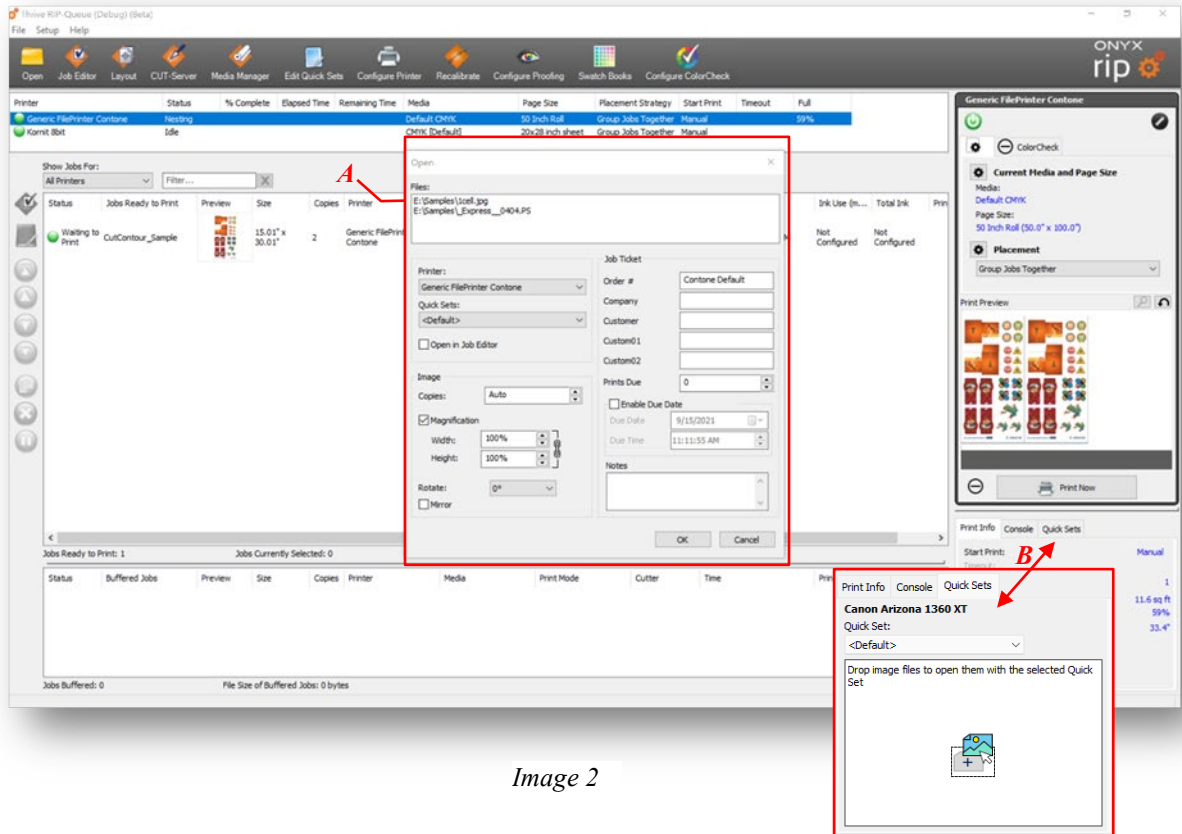 Thrive RIP-Queue (Debug) (Beta)
File Setup Help
Open Job Editor Layout CUT-Server Media Manager Edit Quick Sets Configure Printer Recalibrate Configure Proofing Swatch Books Configure ColorCheck
ONYX
rip
Printer Status % Complete Elapsed Time Remaining Time Media Page Size Placement Strategy Start Print Timeout Full
Generic FilePrinter Contone Nesting Default CMYK 50 Inch Roll Group Jobs Together Manual 59%
Kornit 8bit Idle CMYK [Default] 20x28 inch sheet Group Jobs Together Manual
Show Jobs For:
All Printers Filter...
Status Jobs Ready to Print Preview Size Copies Printer Ink Use (m... Total Ink Prin
Waiting to Print CutContour_Sample 15.01" x 30.01" 2 Generic FilePrint Contone Not Configured Not Configured
A
Open
Files:
E:\Samples\1cell.jpg
E:\Samples\_Express__0404.PS
Printer:
Generic FilePrinter Contone
Quick Sets:
<Default>
Open in Job Editor
Image
Copies: Auto
Magnification
Width: 100%
Height: 100%
Rotate: 0°
Mirror
Job Ticket
Order # Contone Default
Company
Customer
Custom01
Custom02
Prints Due 0
Enable Due Date
Due Date 9/15/2021
Due Time 11:11:55 AM
Notes
OK Cancel
Generic FilePrinter Contone
ColorCheck
Current Media and Page Size
Media:
Default CMYK
Page Size:
50 Inch Roll (50.0" x 100.0")
Placement
Group Jobs Together
Print Preview
Print Now
Print Info Console Quick Sets
Start Print: Manual
Timeout:
1
11.6 sq ft
59%
33.4"
B
Jobs Ready to Print: 1 Jobs Currently Selected: 0
Status Buffered Jobs Preview Size Copies Printer Media Print Mode Cutter Time Prin
Jobs Buffered: 0 File Size of Buffered Jobs: 0 bytes
Print Info Console Quick Sets
Canon Arizona 1360 XT
Quick Set:
<Default>
Drop image files to open them with the selected Quick
Set
Image 2